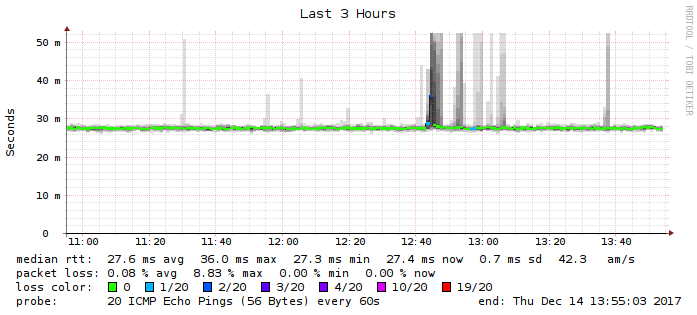 Last 3 Hours
RRDTOOL / TOBI OETIKER
Seconds
50 m
40 m
30 m
20 m
10 m
0
11:00 11:20 11:40 12:00 12:20 12:40 13:00 13:20 13:40
median rtt: 27.6 ms avg 36.0 ms max 27.3 ms min 27.4 ms now 0.7 ms sd 42.3 am/s
packet loss: 0.08 % avg 8.83 % max 0.00 % min 0.00 % now
loss color: 0 1/20 2/20 3/20 4/20 10/20 19/20
probe: 20 ICMP Echo Pings (56 Bytes) every 60s end: Thu Dec 14 13:55:03 2017